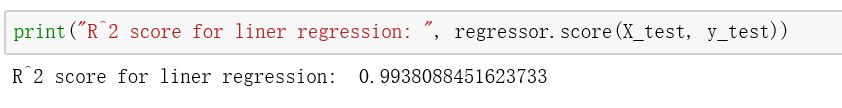 print("R^2 score for liner regression: ", regressor.score(X_test, y_test))
R^2 score for liner regression:  0.9938088451623733